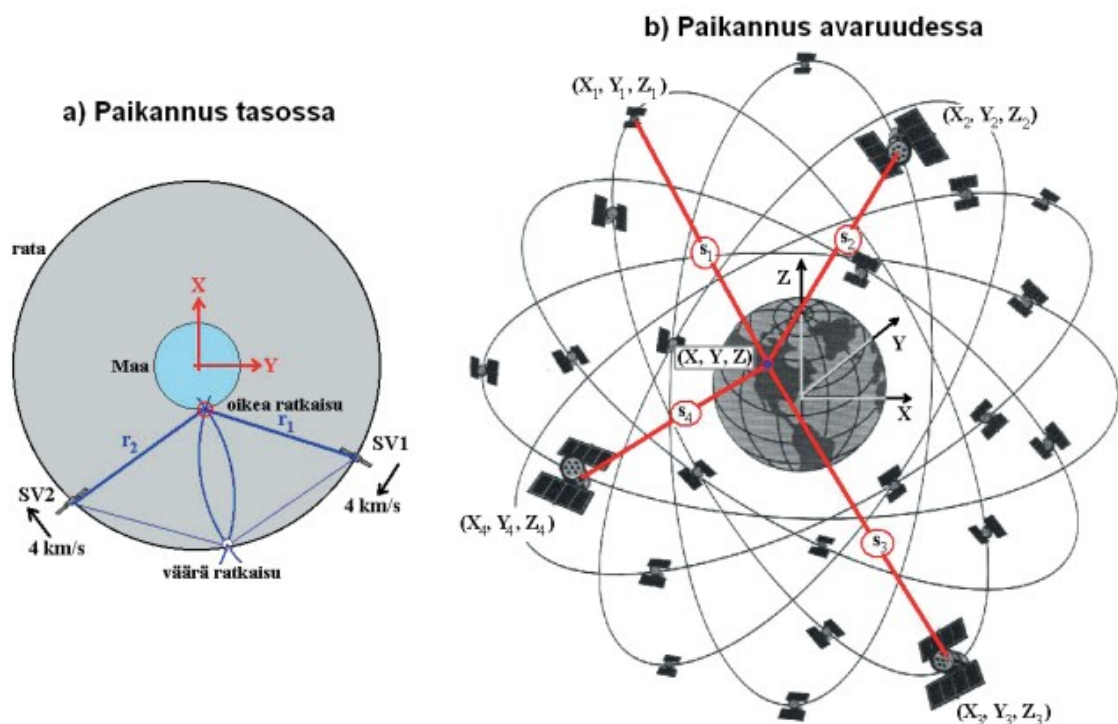 a) Paikannus tasossa
rata
X
Maa
Y
oikea ratkaisu
r₂
r₁
SV1
SV2
4 km/s
4 km/s
väärä ratkaisu
b) Paikannus avaruudessa
(X₁, Y₁, Z₁)
(X₂, Y₂, Z₂)
s₁
s₂
Z
(X, Y, Z)
Y
X
s₄
(X₄, Y₄, Z₄)
s₃
(X₃, Y₃, Z₃)